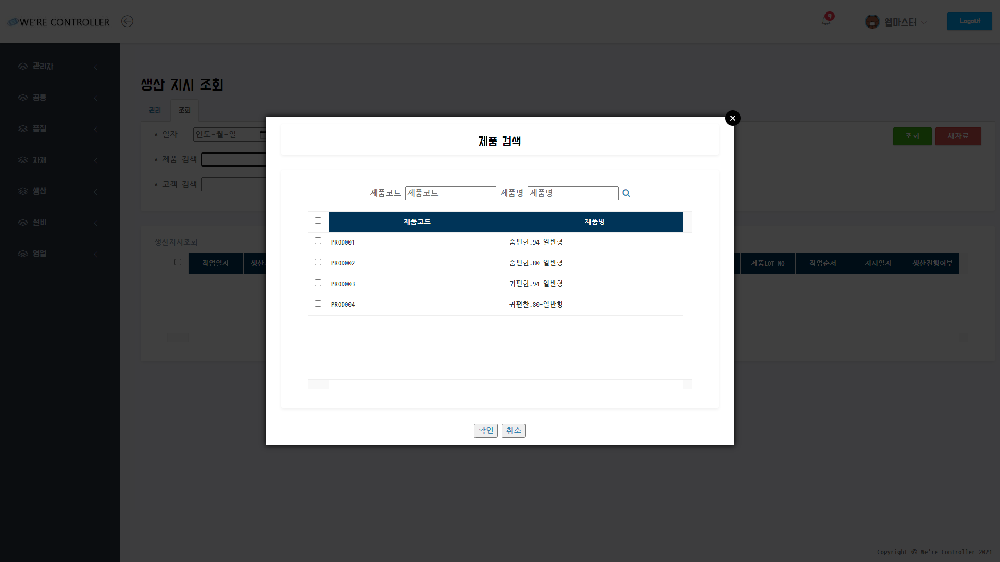 WE'RE CONTROLLER
9
웹마스터
Logout
관리자
공통
품질
자재
생산
설비
영업
생산 지시 조회
관리 조회
* 일자 연도-월-일
조회 새자료
* 제품 검색
* 고객 검색
생산지시조회
작업일자 생산 제품LOT_NO 작업순서 지시일자 생산진행여부
제품 검색
제품코드 제품코드 제품명 제품명
제품코드 제품명
PROD001 숨편한.94-일반형
PROD002 숨편한.80-일반형
PROD003 귀편한.94-일반형
PROD004 귀편한.80-일반형
확인 취소
Copyright © We're Controller 2021